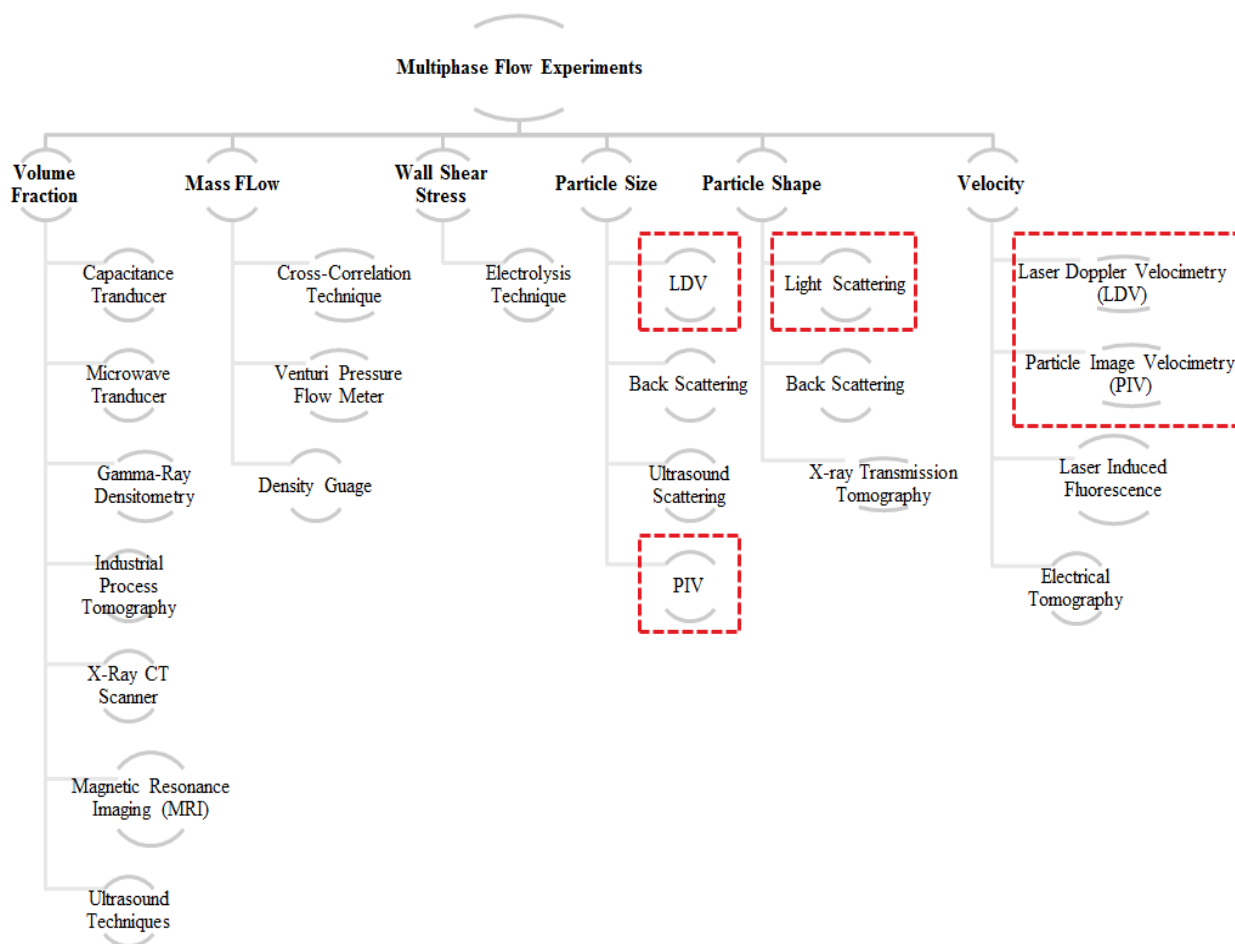 Multiphase Flow Experiments
Volume
Fraction
Capacitance
Tranducer
Microwave
Tranducer
Gamma-Ray
Densitometry
Industrial
Process
Tomography
X-Ray CT
Scanner
Magnetic Resonance
Imaging (MRI)
Ultrasound
Techniques
Mass FLow
Cross-Correlation
Technique
Venturi Pressure
Flow Meter
Density Guage
Wall Shear
Stress
Electrolysis
Technique
Particle Size
LDV
Back Scattering
Ultrasound
Scattering
PIV
Particle Shape
Light Scattering
Back Scattering
X-ray Transmission
Tomography
Velocity
Laser Doppler Velocimetry
(LDV)
Particle Image Velocimetry
(PIV)
Laser Induced
Fluorescence
Electrical
Tomography